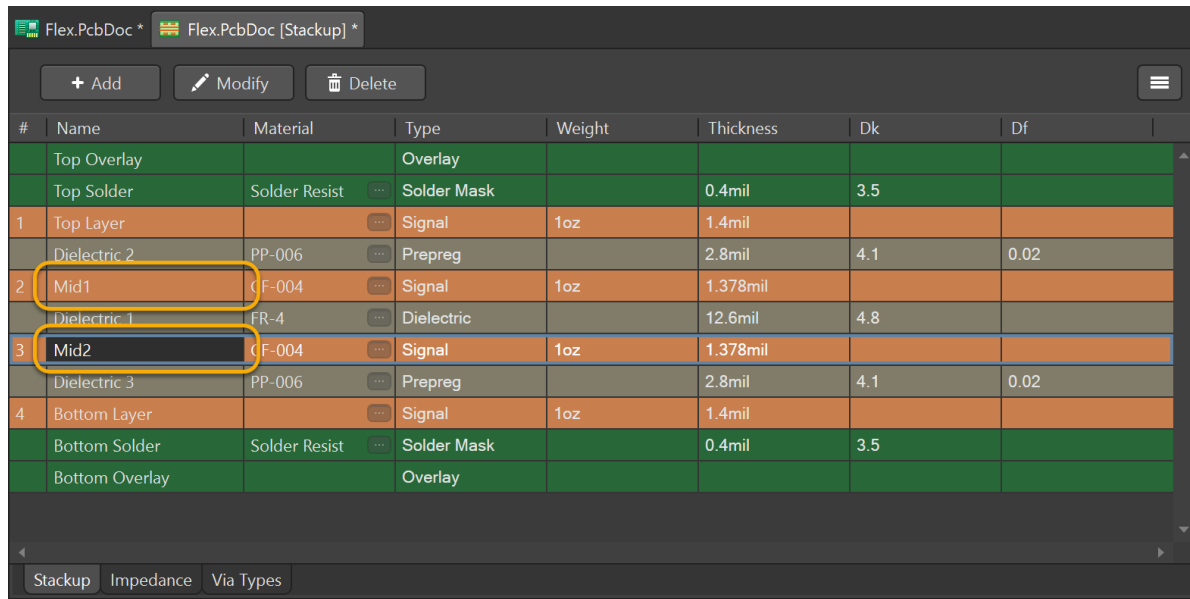 Flex.PcbDoc * Flex.PcbDoc [Stackup] *
+ Add Modify Delete
# Name Material Type Weight Thickness Dk Df
Top Overlay Overlay
Top Solder Solder Resist ... Solder Mask 0.4mil 3.5
1 Top Layer ... Signal 1oz 1.4mil
Dielectric 2 PP-006 ... Prepreg 2.8mil 4.1 0.02
2 Mid1 CF-004 ... Signal 1oz 1.378mil
Dielectric 1 FR-4 ... Dielectric 12.6mil 4.8
3 Mid2 CF-004 ... Signal 1oz 1.378mil
Dielectric 3 PP-006 ... Prepreg 2.8mil 4.1 0.02
4 Bottom Layer ... Signal 1oz 1.4mil
Bottom Solder Solder Resist ... Solder Mask 0.4mil 3.5
Bottom Overlay Overlay
Stackup Impedance Via Types